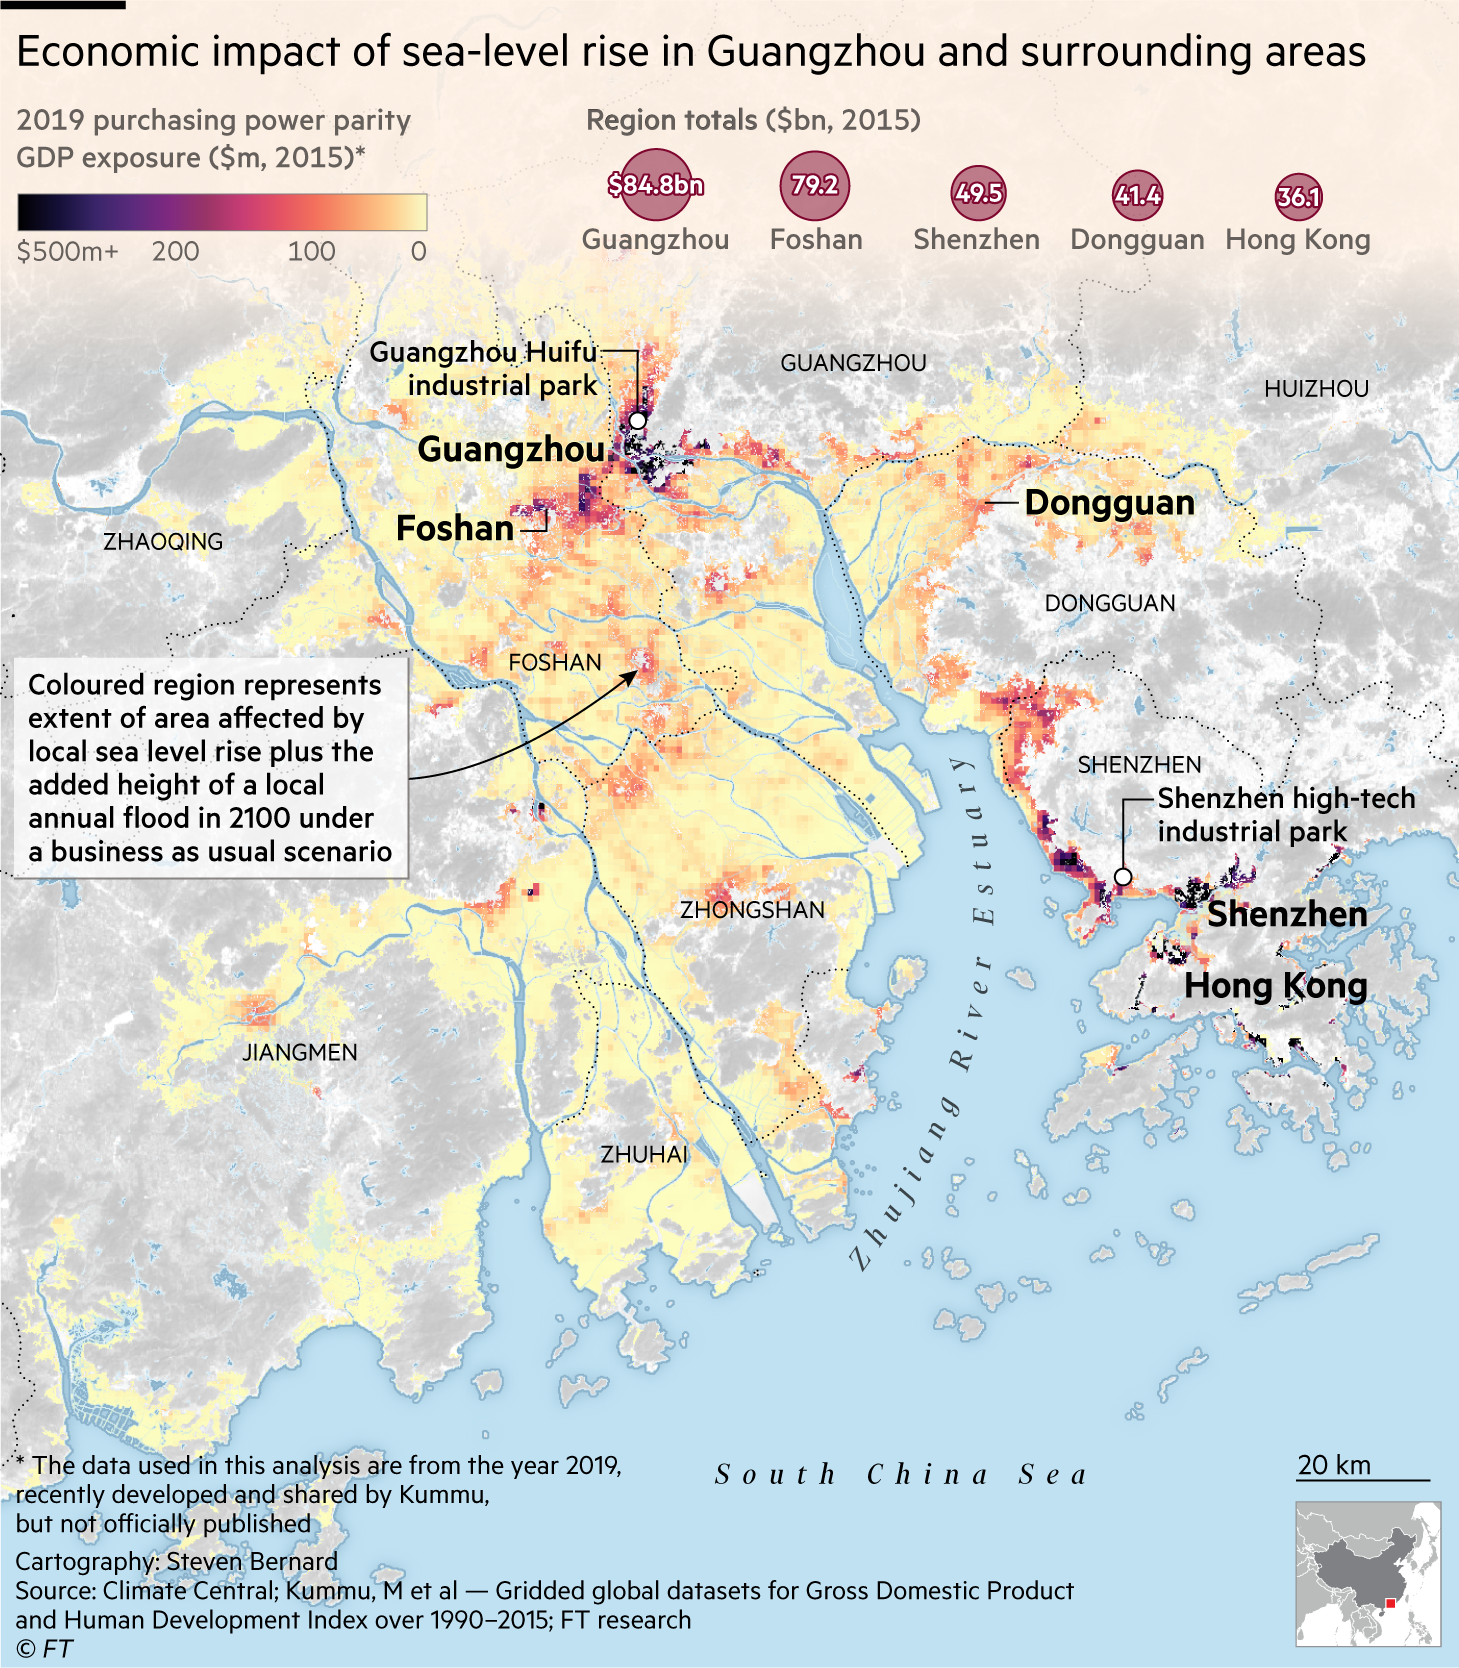 Economic impact of sea-level rise in Guangzhou and surrounding areas
2019 purchasing power parity
GDP exposure ($m, 2015)*
$500m+ 200 100 0
Region totals ($bn, 2015)
$84.8bn 79.2 49.5 41.4 36.1
Guangzhou Foshan Shenzhen Dongguan Hong Kong
Guangzhou Huifu
industrial park
GUANGZHOU
HUIZHOU
Guangzhou
Dongguan
Foshan
ZHAOQING
DONGGUAN
FOSHAN
Coloured region represents
extent of area affected by
local sea level rise plus the
added height of a local
annual flood in 2100 under
a business as usual scenario
SHENZHEN
Shenzhen high-tech
industrial park
ZHONGSHAN
Shenzhen
Hong Kong
JIANGMEN
ZHUHAI
Zhujiang River Estuary
South China Sea
20 km
* The data used in this analysis are from the year 2019,
recently developed and shared by Kummu,
but not officially published
Cartography: Steven Bernard
Source: Climate Central; Kummu, M et al — Gridded global datasets for Gross Domestic Product
and Human Development Index over 1990–2015; FT research
© FT